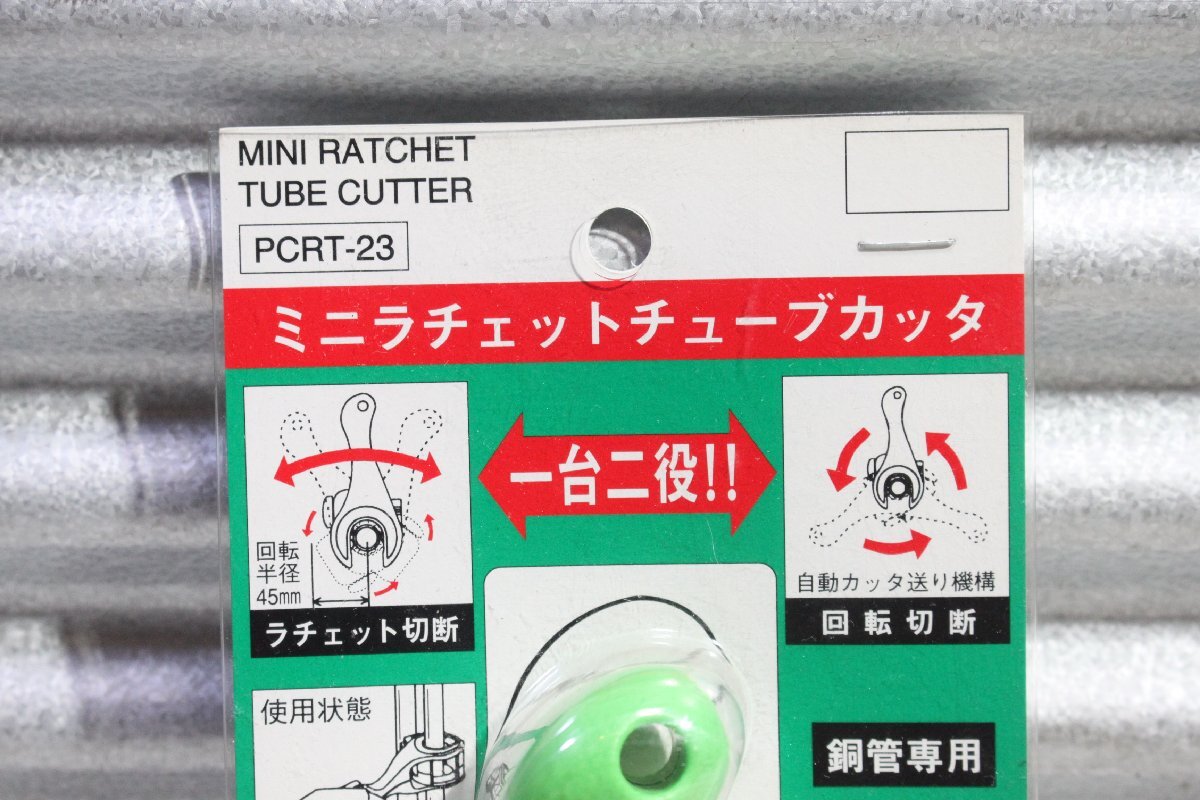 MINI RATCHET
TUBE CUTTER
PCRT-23
ミニラチェットチューブカッタ
一台二役!!
回転
半径
45mm
ラチェット切断
自動カッタ送り機構
回転切断
使用状態
銅管専用